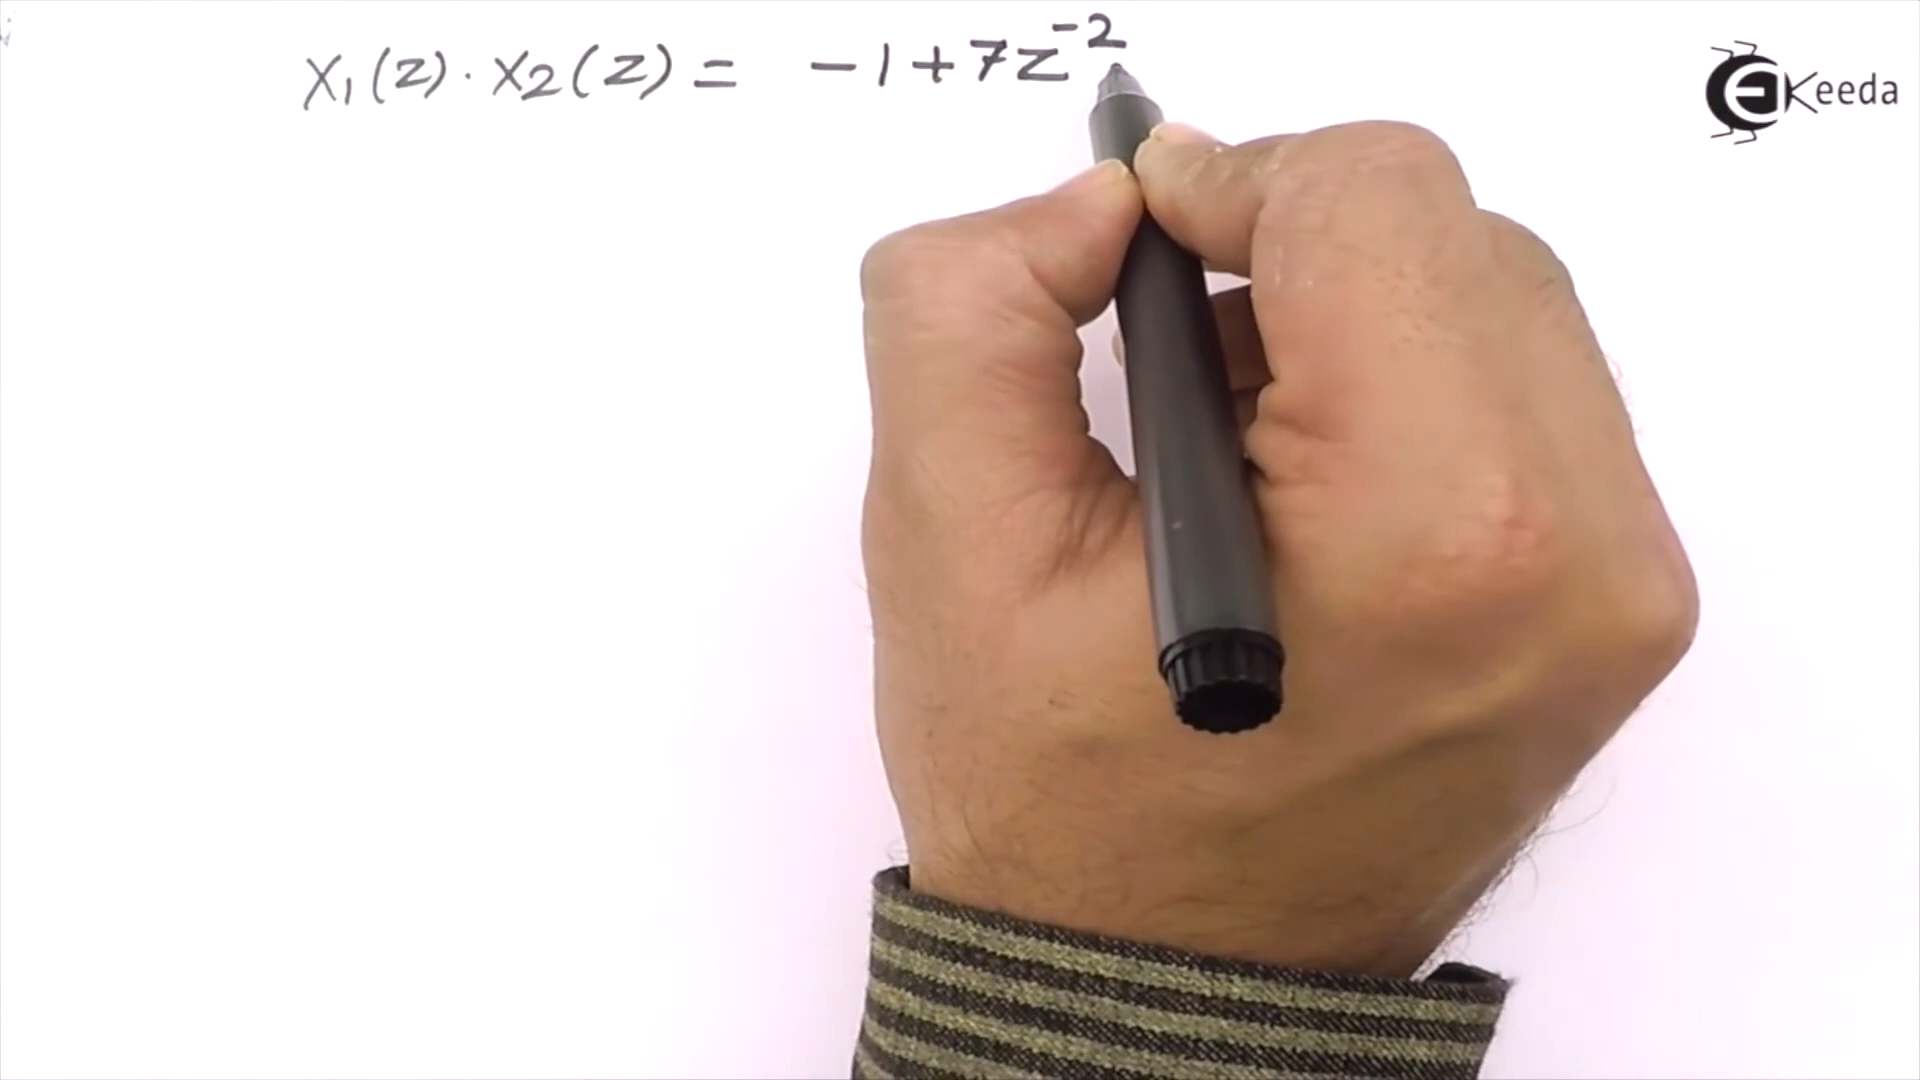 X₁(z) · X₂(z) = -1 + 7z⁻²
Keeda